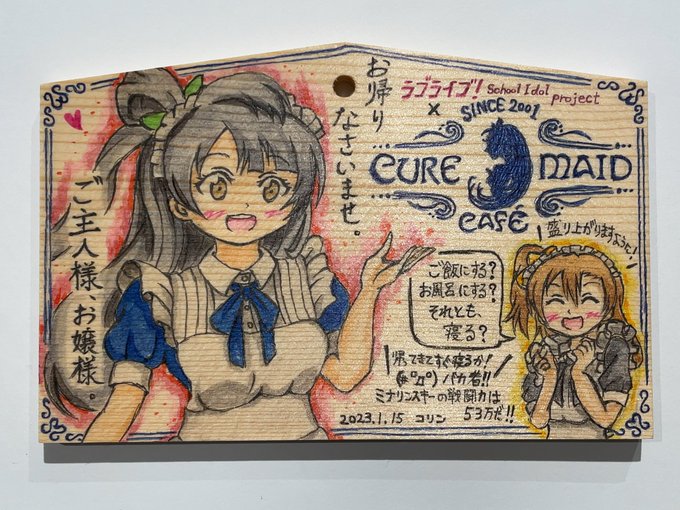 お帰り
なさいませ。
ご主人様、お嬢様。
ラブライブ! School Idol project
×
SINCE 2001
CURE MAID
CAFÉ
盛り上がりますように!
ご飯にする?
お風呂にする?
それとも、
寝る?
帰ってきてすぐ寝るか!
バカ者!!
ミナリンスキーの戦闘力は
53万だ!!
2023.1.15 コリン